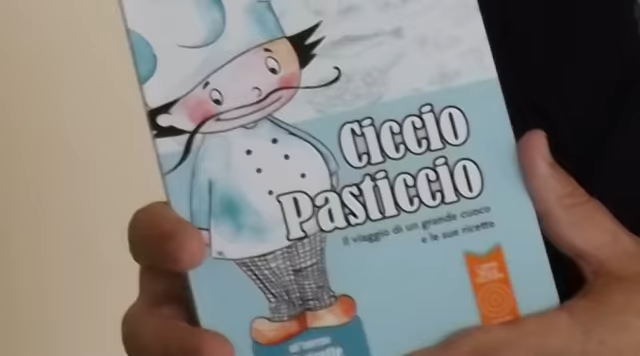 Ciccio
Pasticcio
Il viaggio di un grande cuoco
e le sue ricette